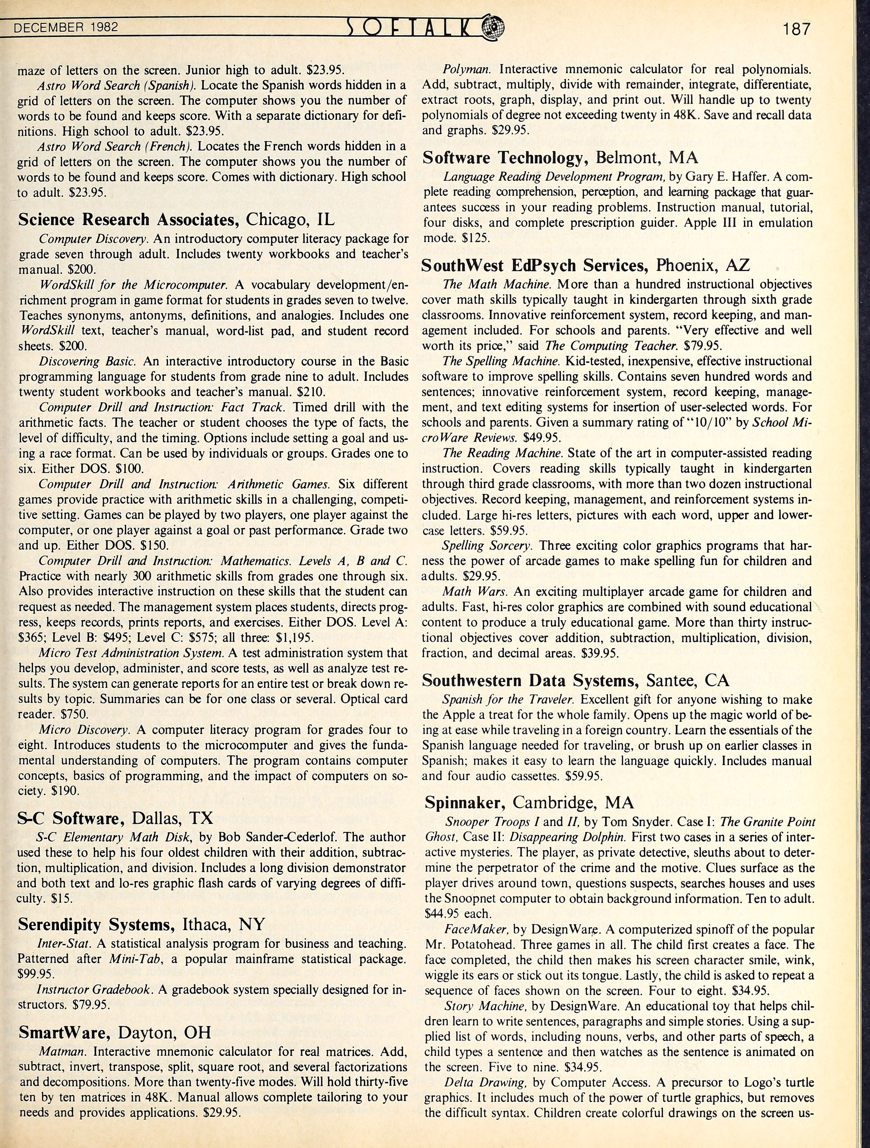 DECEMBER 1982
SOFTALK
187
maze of letters on the screen. Junior high to adult. $23.95.
Astro Word Search (Spanish). Locate the Spanish words hidden in a
grid of letters on the screen. The computer shows you the number of
words to be found and keeps score. With a separate dictionary for defi-
nitions. High school to adult. $23.95.
Astro Word Search (French). Locates the French words hidden in a
grid of letters on the screen. The computer shows you the number of
words to be found and keeps score. Comes with dictionary. High school
to adult. $23.95.
Science Research Associates, Chicago, IL
Computer Discovery. An introductory computer literacy package for
grade seven through adult. Includes twenty workbooks and teacher's
manual. $200.
WordSkill for the Microcomputer. A vocabulary development/en-
richment program in game format for students in grades seven to twelve.
Teaches synonyms, antonyms, definitions, and analogies. Includes one
WordSkill text, teacher's manual, word-list pad, and student record
sheets. $200.
Discovering Basic. An interactive introductory course in the Basic
programming language for students from grade nine to adult. Includes
twenty student workbooks and teacher's manual. $210.
Computer Drill and Instruction: Fact Track. Timed drill with the
arithmetic facts. The teacher or student chooses the type of facts, the
level of difficulty, and the timing. Options include setting a goal and us-
ing a race format. Can be used by individuals or groups. Grades one to
six. Either DOS. $100.
Computer Drill and Instruction: Arithmetic Games. Six different
games provide practice with arithmetic skills in a challenging, competi-
tive setting. Games can be played by two players, one player against the
computer, or one player against a goal or past performance. Grade two
and up. Either DOS. $150.
Computer Drill and Instruction: Mathematics. Levels A, B and C.
Practice with nearly 300 arithmetic skills from grades one through six.
Also provides interactive instruction on these skills that the student can
request as needed. The management system places students, directs prog-
ress, keeps records, prints reports, and exercises. Either DOS. Level A:
$365; Level B: $495; Level C: $575; all three: $1,195.
Micro Test Administration System. A test administration system that
helps you develop, administer, and score tests, as well as analyze test re-
sults. The system can generate reports for an entire test or break down re-
sults by topic. Summaries can be for one class or several. Optical card
reader. $750.
Micro Discovery. A computer literacy program for grades four to
eight. Introduces students to the microcomputer and gives the funda-
mental understanding of computers. The program contains computer
concepts, basics of programming, and the impact of computers on so-
ciety. $190.
S-C Software, Dallas, TX
S-C Elementary Math Disk, by Bob Sander-Cederlof. The author
used these to help his four oldest children with their addition, subtrac-
tion, multiplication, and division. Includes a long division demonstrator
and both text and lo-res graphic flash cards of varying degrees of diffi-
culty. $15.
Serendipity Systems, Ithaca, NY
Inter-Stat. A statistical analysis program for business and teaching.
Patterned after Mini-Tab, a popular mainframe statistical package.
$99.95.
Instructor Gradebook. A gradebook system specially designed for in-
structors. $79.95.
SmartWare, Dayton, OH
Matman. Interactive mnemonic calculator for real matrices. Add,
subtract, invert, transpose, split, square root, and several factorizations
and decompositions. More than twenty-five modes. Will hold thirty-five
ten by ten matrices in 48K. Manual allows complete tailoring to your
needs and provides applications. $29.95.
Polyman. Interactive mnemonic calculator for real polynomials.
Add, subtract, multiply, divide with remainder, integrate, differentiate,
extract roots, graph, display, and print out. Will handle up to twenty
polynomials of degree not exceeding twenty in 48K. Save and recall data
and graphs. $29.95.
Software Technology, Belmont, MA
Language Reading Development Program, by Gary E. Haffer. A com-
plete reading comprehension, perception, and learning package that guar-
antees success in your reading problems. Instruction manual, tutorial,
four disks, and complete prescription guider. Apple III in emulation
mode. $125.
SouthWest EdPsych Services, Phoenix, AZ
The Math Machine. More than a hundred instructional objectives
cover math skills typically taught in kindergarten through sixth grade
classrooms. Innovative reinforcement system, record keeping, and man-
agement included. For schools and parents. "Very effective and well
worth its price," said The Computing Teacher. $79.95.
The Spelling Machine. Kid-tested, inexpensive, effective instructional
software to improve spelling skills. Contains seven hundred words and
sentences; innovative reinforcement system, record keeping, manage-
ment, and text editing systems for insertion of user-selected words. For
schools and parents. Given a summary rating of "10/10" by School Mi-
croWare Reviews. $49.95.
The Reading Machine. State of the art in computer-assisted reading
instruction. Covers reading skills typically taught in kindergarten
through third grade classrooms, with more than two dozen instructional
objectives. Record keeping, management, and reinforcement systems in-
cluded. Large hi-res letters, pictures with each word, upper and lower-
case letters. $59.95.
Spelling Sorcery. Three exciting color graphics programs that har-
ness the power of arcade games to make spelling fun for children and
adults. $29.95.
Math Wars. An exciting multiplayer arcade game for children and
adults. Fast, hi-res color graphics are combined with sound educational
content to produce a truly educational game. More than thirty instruc-
tional objectives cover addition, subtraction, multiplication, division,
fraction, and decimal areas. $39.95.
Southwestern Data Systems, Santee, CA
Spanish for the Traveler. Excellent gift for anyone wishing to make
the Apple a treat for the whole family. Opens up the magic world of be-
ing at ease while traveling in a foreign country. Learn the essentials of the
Spanish language needed for traveling, or brush up on earlier classes in
Spanish; makes it easy to learn the language quickly. Includes manual
and four audio cassettes. $59.95.
Spinnaker, Cambridge, MA
Snooper Troops I and II, by Tom Snyder. Case I: The Granite Point
Ghost, Case II: Disappearing Dolphin. First two cases in a series of inter-
active mysteries. The player, as private detective, sleuths about to deter-
mine the perpetrator of the crime and the motive. Clues surface as the
player drives around town, questions suspects, searches houses and uses
the Snoopnet computer to obtain background information. Ten to adult.
$44.95 each.
FaceMaker, by DesignWare. A computerized spinoff of the popular
Mr. Potatohead. Three games in all. The child first creates a face. The
face completed, the child then makes his screen character smile, wink,
wiggle its ears or stick out its tongue. Lastly, the child is asked to repeat a
sequence of faces shown on the screen. Four to eight. $34.95.
Story Machine, by DesignWare. An educational toy that helps chil-
dren learn to write sentences, paragraphs and simple stories. Using a sup-
plied list of words, including nouns, verbs, and other parts of speech, a
child types a sentence and then watches as the sentence is animated on
the screen. Five to nine. $34.95.
Delta Drawing, by Computer Access. A precursor to Logo's turtle
graphics. It includes much of the power of turtle graphics, but removes
the difficult syntax. Children create colorful drawings on the screen us-